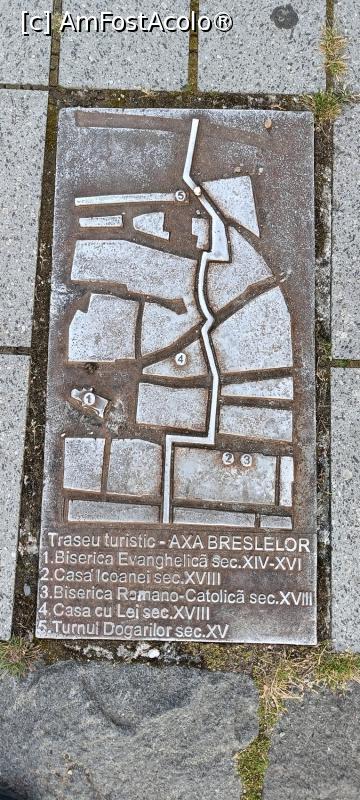 [c] AmFostAcolo®
5
4
1
2 3
Traseu turistic - AXA BRESLELOR
1.Biserica Evanghelică sec.XIV-XVI
2.Casa Icoanei sec.XVIII
3.Biserica Romano-Catolică sec.XVIII
4.Casa cu Lei sec.XVIII
5.Turnul Dogarilor sec.XV